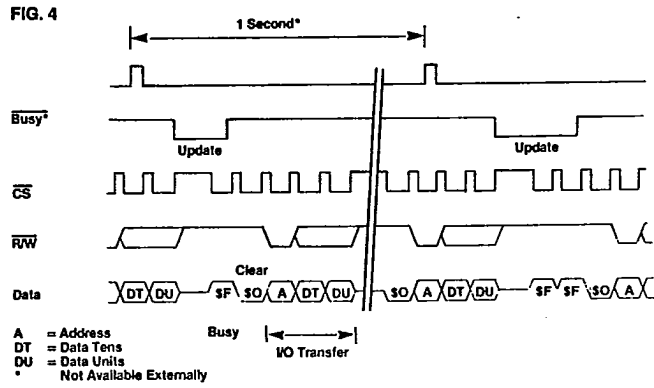 FIG. 4
1 Second*
Busy*
Update
Update
CS
R/W
Clear
Data
DT DU $F $O A DT DU $O A DT DU $F $F $O A
A = Address
DT = Data Tens
DU = Data Units
* Not Available Externally
Busy
I/O Transfer